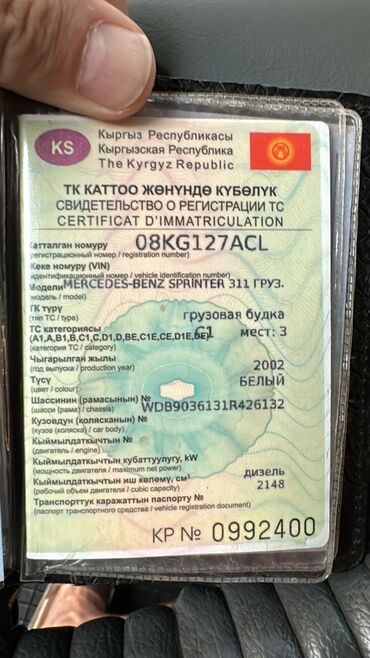 KS
Кыргыз Республикасы
Кыргызская Республика
The Kyrgyz Republic
ТК КАТТОО ЖӨНҮНДӨ КҮБӨЛҮК
СВИДЕТЕЛЬСТВО О РЕГИСТРАЦИИ ТС
CERTIFICAT D'IMMATRICULATION
Катталган номуру 08KG127ACL
(регистрационный номер / registration number)
Жеке номуру (VIN)
(идентификационный номер / vehicle identification number)
Модели MERCEDES-BENZ SPRINTER 311 ГРУЗ.
(модель / model)
ТК түрү грузовая будка
(тип ТС / type)
ТС категориясы C1 мест: 3
(A1,A,B1,B,C1,C,D1,D,BE,C1E,CE,D1E,DE)
(категория ТС / category)
Чыгарылган жылы 2002
(год выпуска / production year)
Түсү БЕЛЫЙ
(цвет / colour)
Шассинин (рамасынын) № WDB9036131R426132
(шасси (рама) / chassis)
Кузовдун (колясканын) №
(кузов (коляска) / car body)
Кыймылдаткычтын №
(двигатель / engine)
Кыймылдаткычтын кубаттуулугу, kW
(мощность двигателя / maximum net power) дизель
Кыймылдаткычтын иш көлөмү, см³ 2148
(рабочий объем двигателя / cubic capacity)
Транспорттук каражаттын паспорту №
(паспорт транспортного средства / vehicle registration document)
КР № 0992400